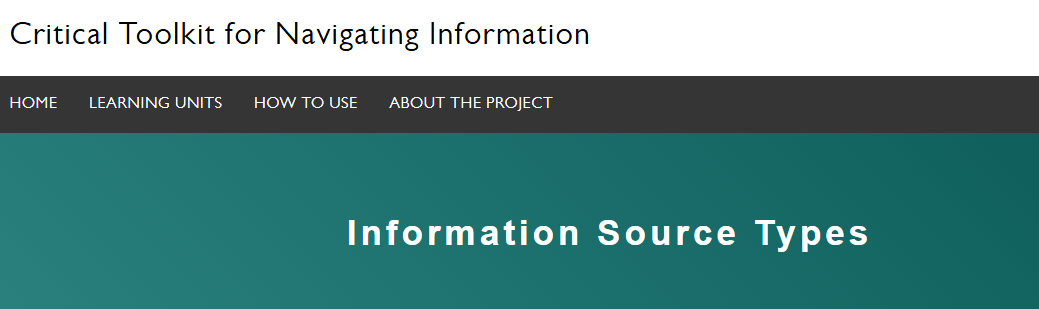 Critical Toolkit for Navigating Information
HOME LEARNING UNITS HOW TO USE ABOUT THE PROJECT
Information Source Types